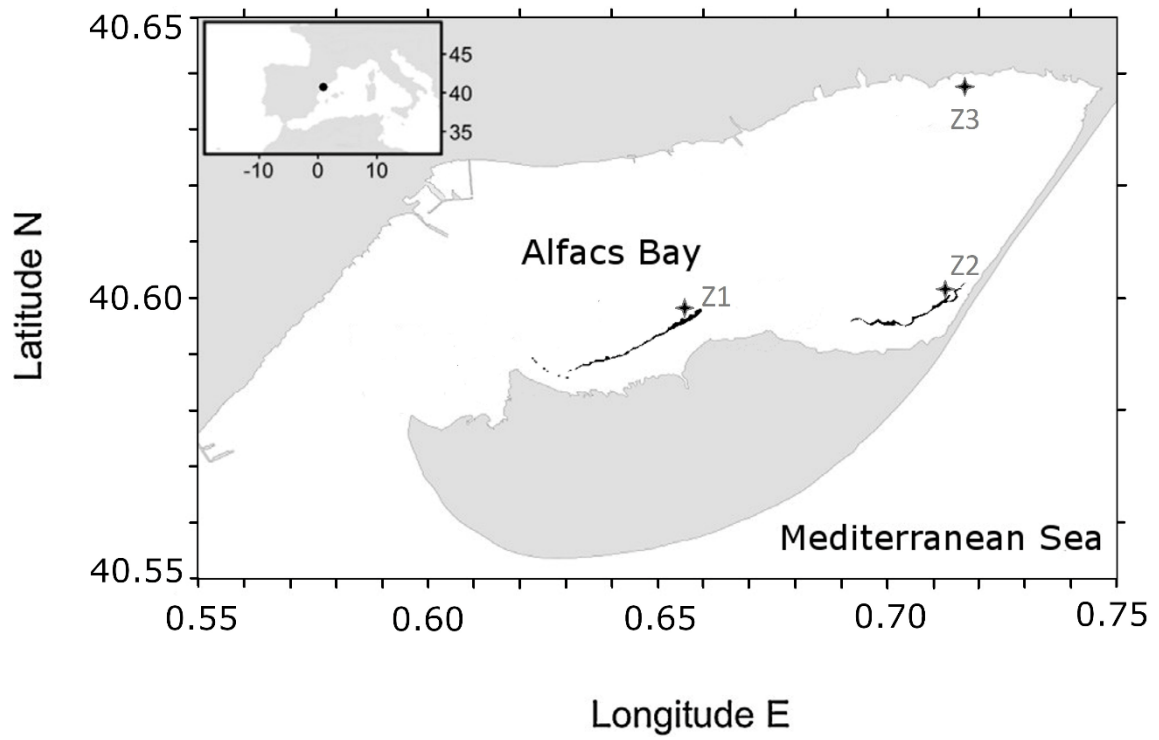 40.65
45
40
35
-10 0 10
Z3
Alfacs Bay
Z2
Z1
40.60
Latitude N
Mediterranean Sea
40.55
0.55 0.60 0.65 0.70 0.75
Longitude E